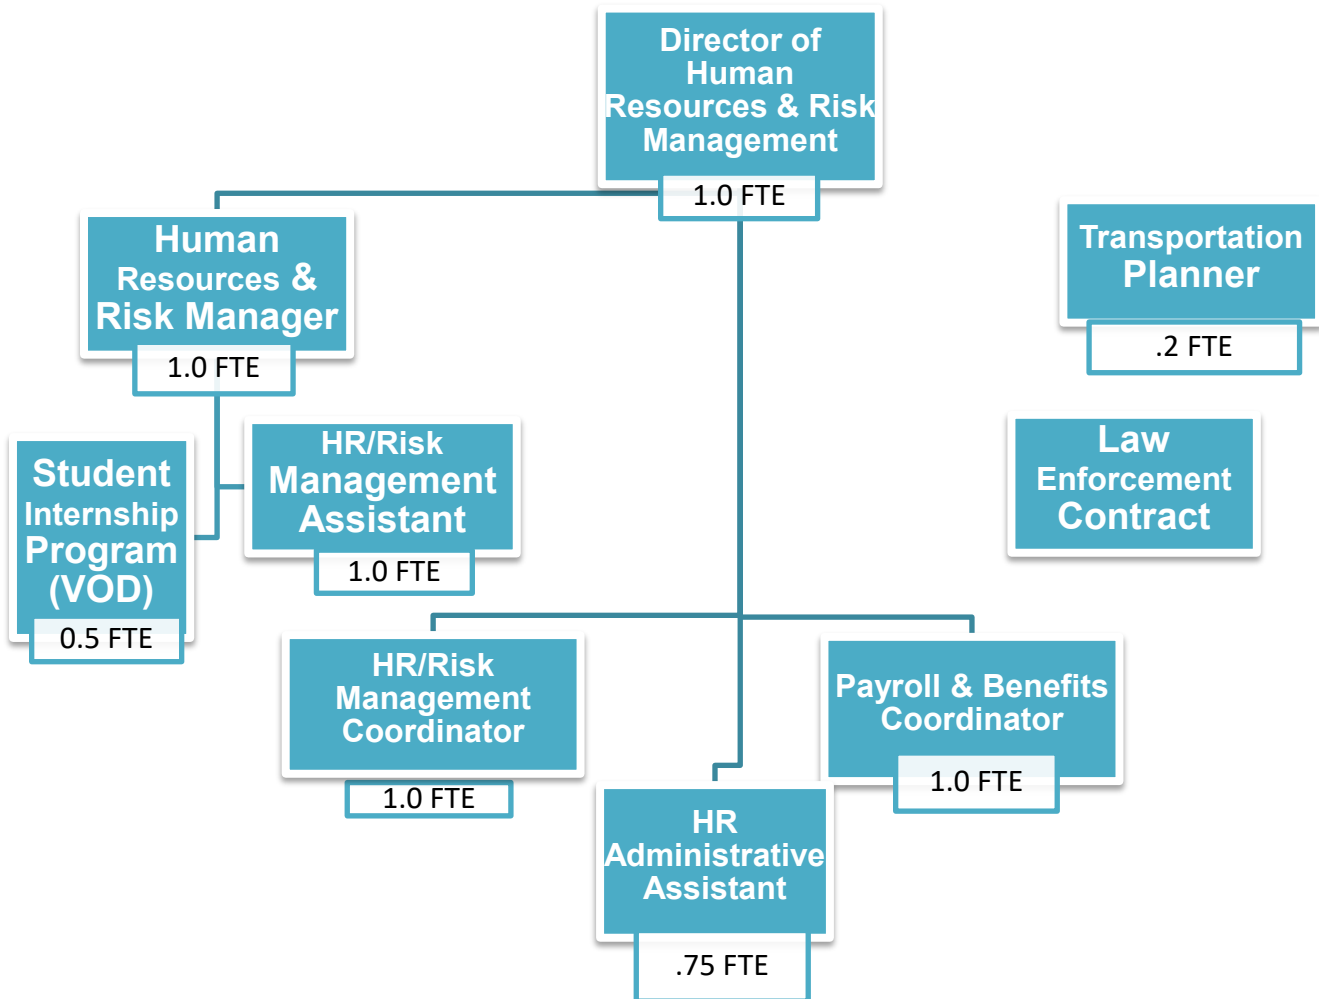 Director of
Human
Resources & Risk
Management
1.0 FTE
Human
Resources &
Risk Manager
1.0 FTE
Transportation
Planner
.2 FTE
Student
Internship
Program
(VOD)
0.5 FTE
HR/Risk
Management
Assistant
1.0 FTE
Law
Enforcement
Contract
HR/Risk
Management
Coordinator
1.0 FTE
Payroll & Benefits
Coordinator
1.0 FTE
HR
Administrative
Assistant
.75 FTE